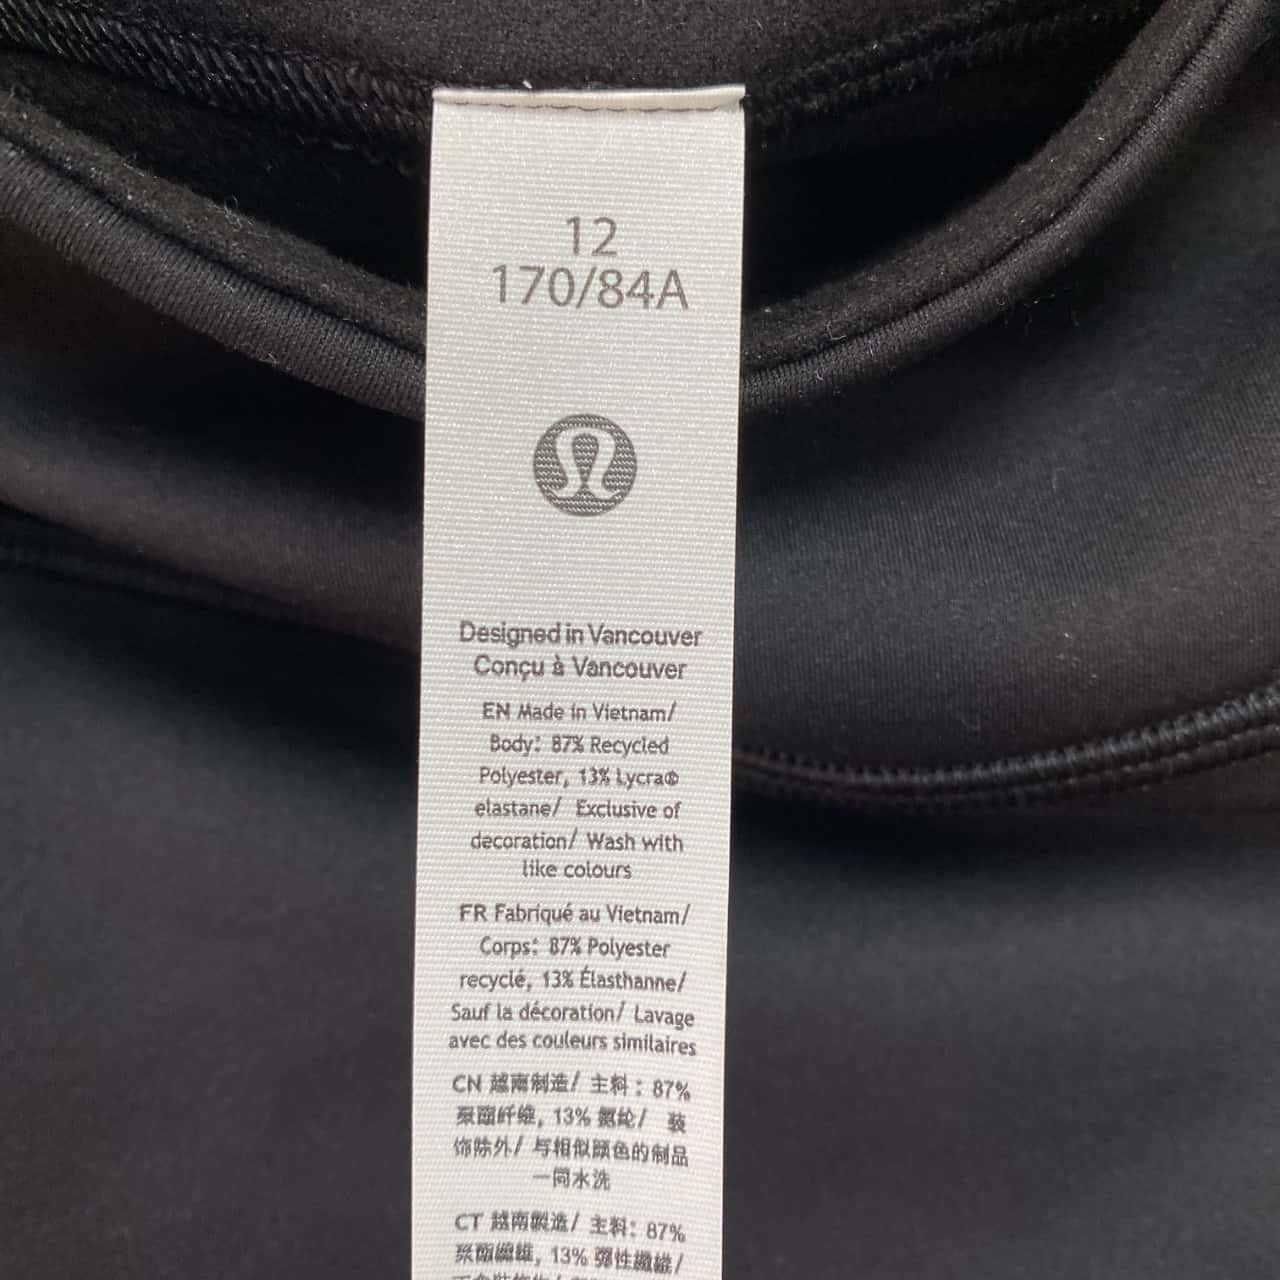 12
170/84A
Designed in Vancouver
Conçu à Vancouver
EN Made in Vietnam/
Body: 87% Recycled
Polyester, 13% Lycra®
elastane/ Exclusive of
decoration/ Wash with
like colours
FR Fabriqué au Vietnam/
Corps: 87% Polyester
recyclé, 13% Élasthanne/
Sauf la décoration/ Lavage
avec des couleurs similaires
CN 越南制造/ 主料: 87%
聚酯纤维, 13% 氨纶/ 装
饰除外/ 与相似颜色的制品
一同水洗
CT 越南製造/ 主料: 87%
聚酯纖維, 13% 彈性纖維/